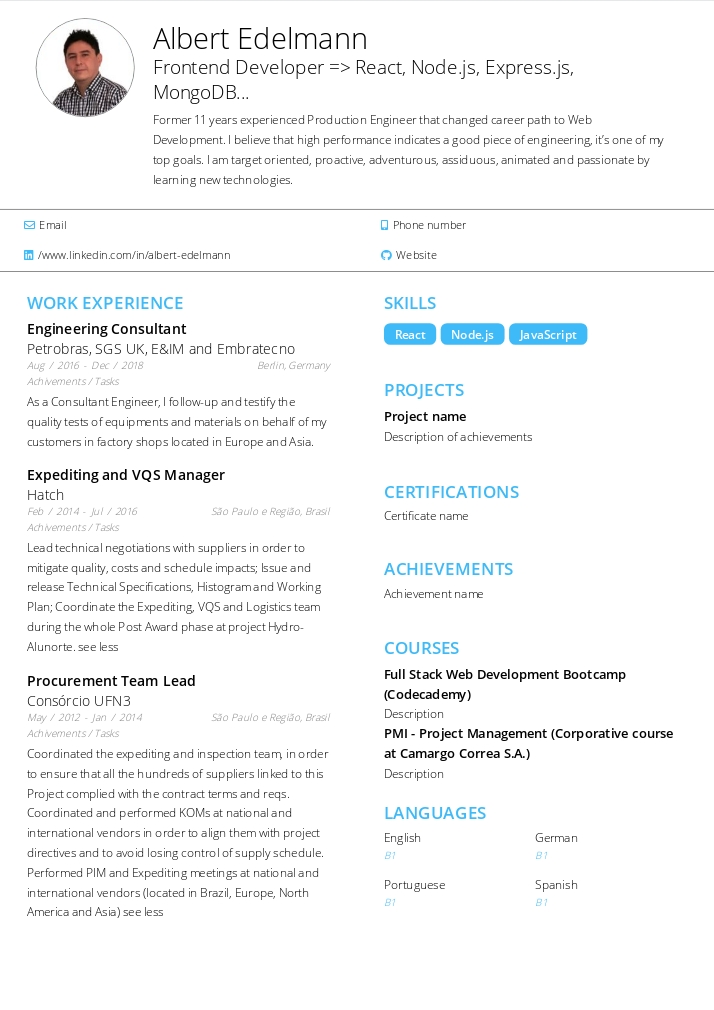 Albert Edelmann
Frontend Developer => React, Node.js, Express.js,
MongoDB...
Former 11 years experienced Production Engineer that changed career path to Web
Development. I believe that high performance indicates a good piece of engineering, it's one of my
top goals. I am target oriented, proactive, adventurous, assiduous, animated and passionate by
learning new technologies.
Email
Phone number
/www.linkedin.com/in/albert-edelmann
Website
WORK EXPERIENCE
Engineering Consultant
Petrobras, SGS UK, E&IM and Embratecno
Aug / 2016 - Dec / 2018 Berlin, Germany
Achivements / Tasks
As a Consultant Engineer, I follow-up and testify the
quality tests of equipments and materials on behalf of my
customers in factory shops located in Europe and Asia.
Expediting and VQS Manager
Hatch
Feb / 2014 - Jul / 2016 São Paulo e Região, Brasil
Achivements / Tasks
Lead technical negotiations with suppliers in order to
mitigate quality, costs and schedule impacts; Issue and
release Technical Specifications, Histogram and Working
Plan; Coordinate the Expediting, VQS and Logistics team
during the whole Post Award phase at project Hydro-
Alunorte. see less
Procurement Team Lead
Consórcio UFN3
May / 2012 - Jan / 2014 São Paulo e Região, Brasil
Achivements / Tasks
Coordinated the expediting and inspection team, in order
to ensure that all the hundreds of suppliers linked to this
Project complied with the contract terms and reqs.
Coordinated and performed KOMs at national and
international vendors in order to align them with project
directives and to avoid losing control of supply schedule.
Performed PIM and Expediting meetings at national and
international vendors (located in Brazil, Europe, North
America and Asia) see less
SKILLS
React Node.js JavaScript
PROJECTS
Project name
Description of achievements
CERTIFICATIONS
Certificate name
ACHIEVEMENTS
Achievement name
COURSES
Full Stack Web Development Bootcamp
(Codecademy)
Description
PMI - Project Management (Corporative course
at Camargo Correa S.A.)
Description
LANGUAGES
English German
B1 B1
Portuguese Spanish
B1 B1